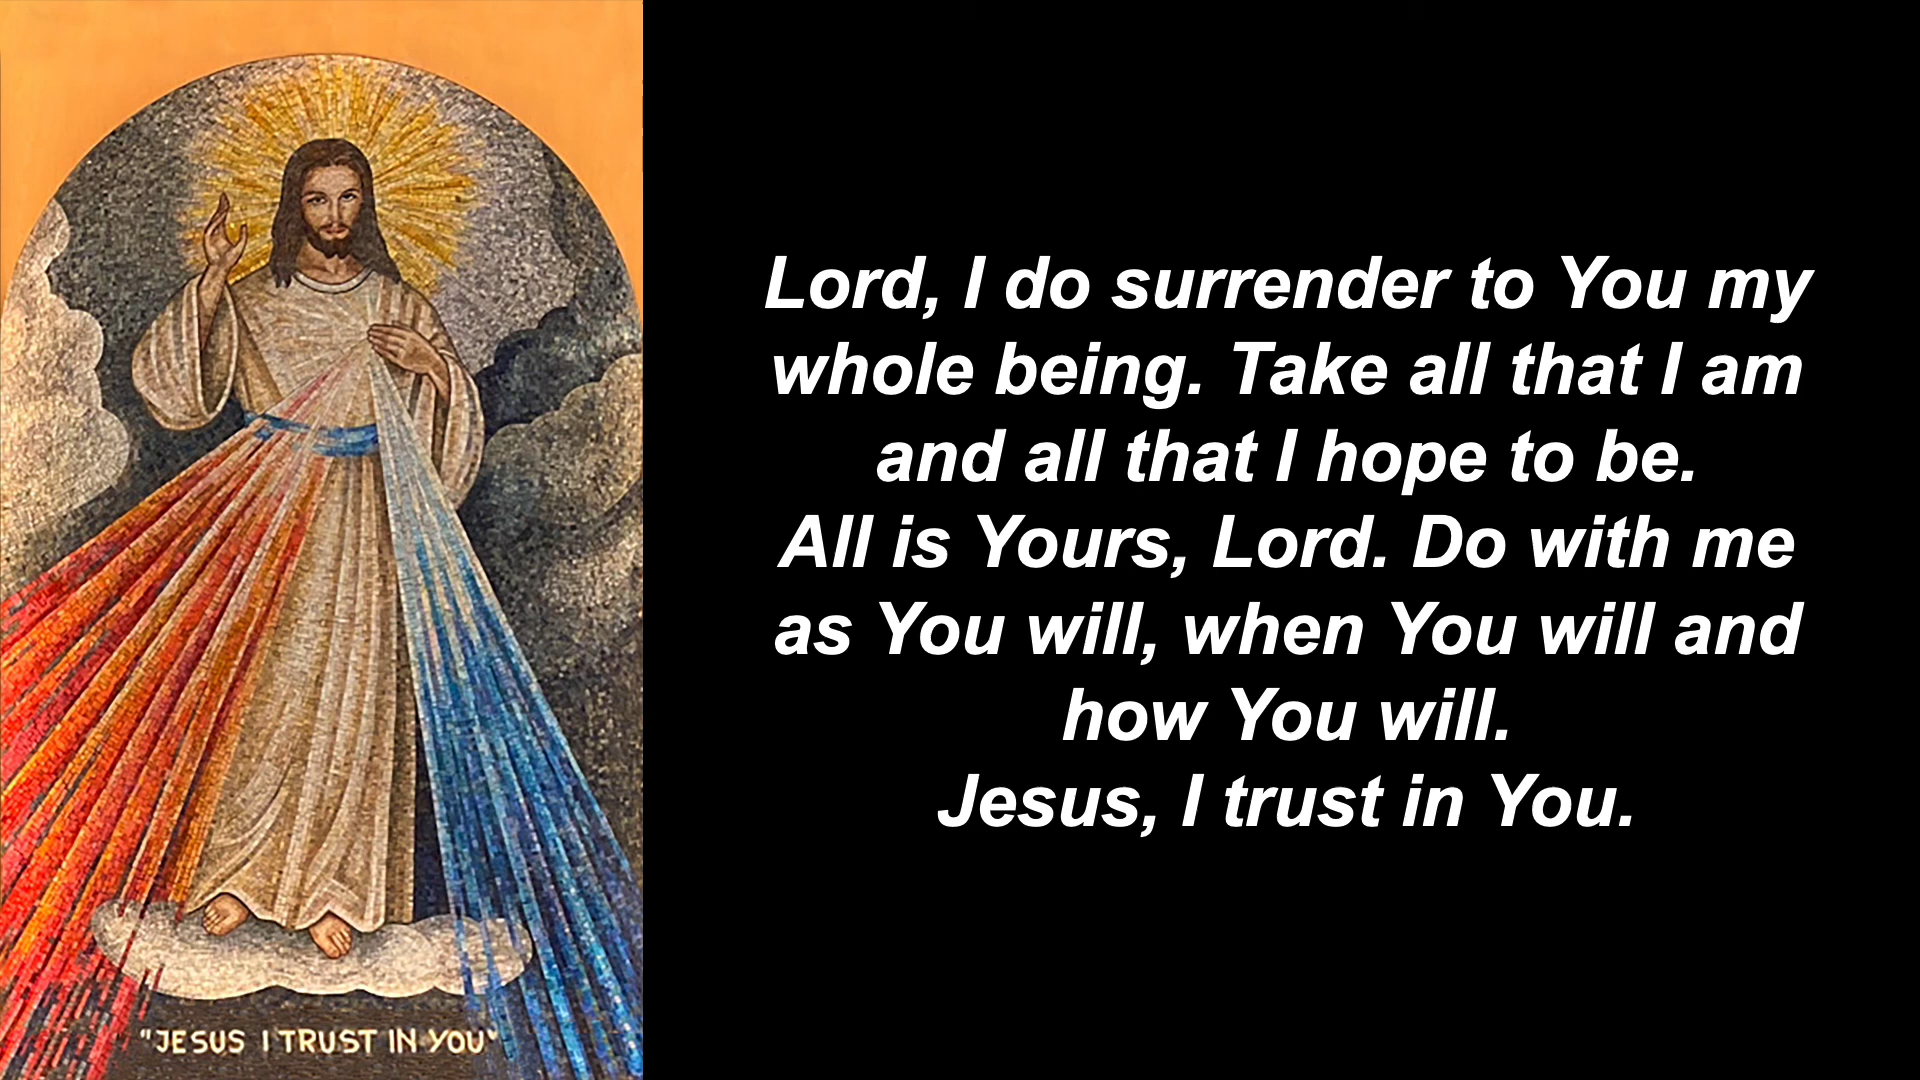 Lord, I do surrender to You my
whole being. Take all that I am
and all that I hope to be.
All is Yours, Lord. Do with me
as You will, when You will and
how You will.
Jesus, I trust in You.
"JESUS I TRUST IN YOU"